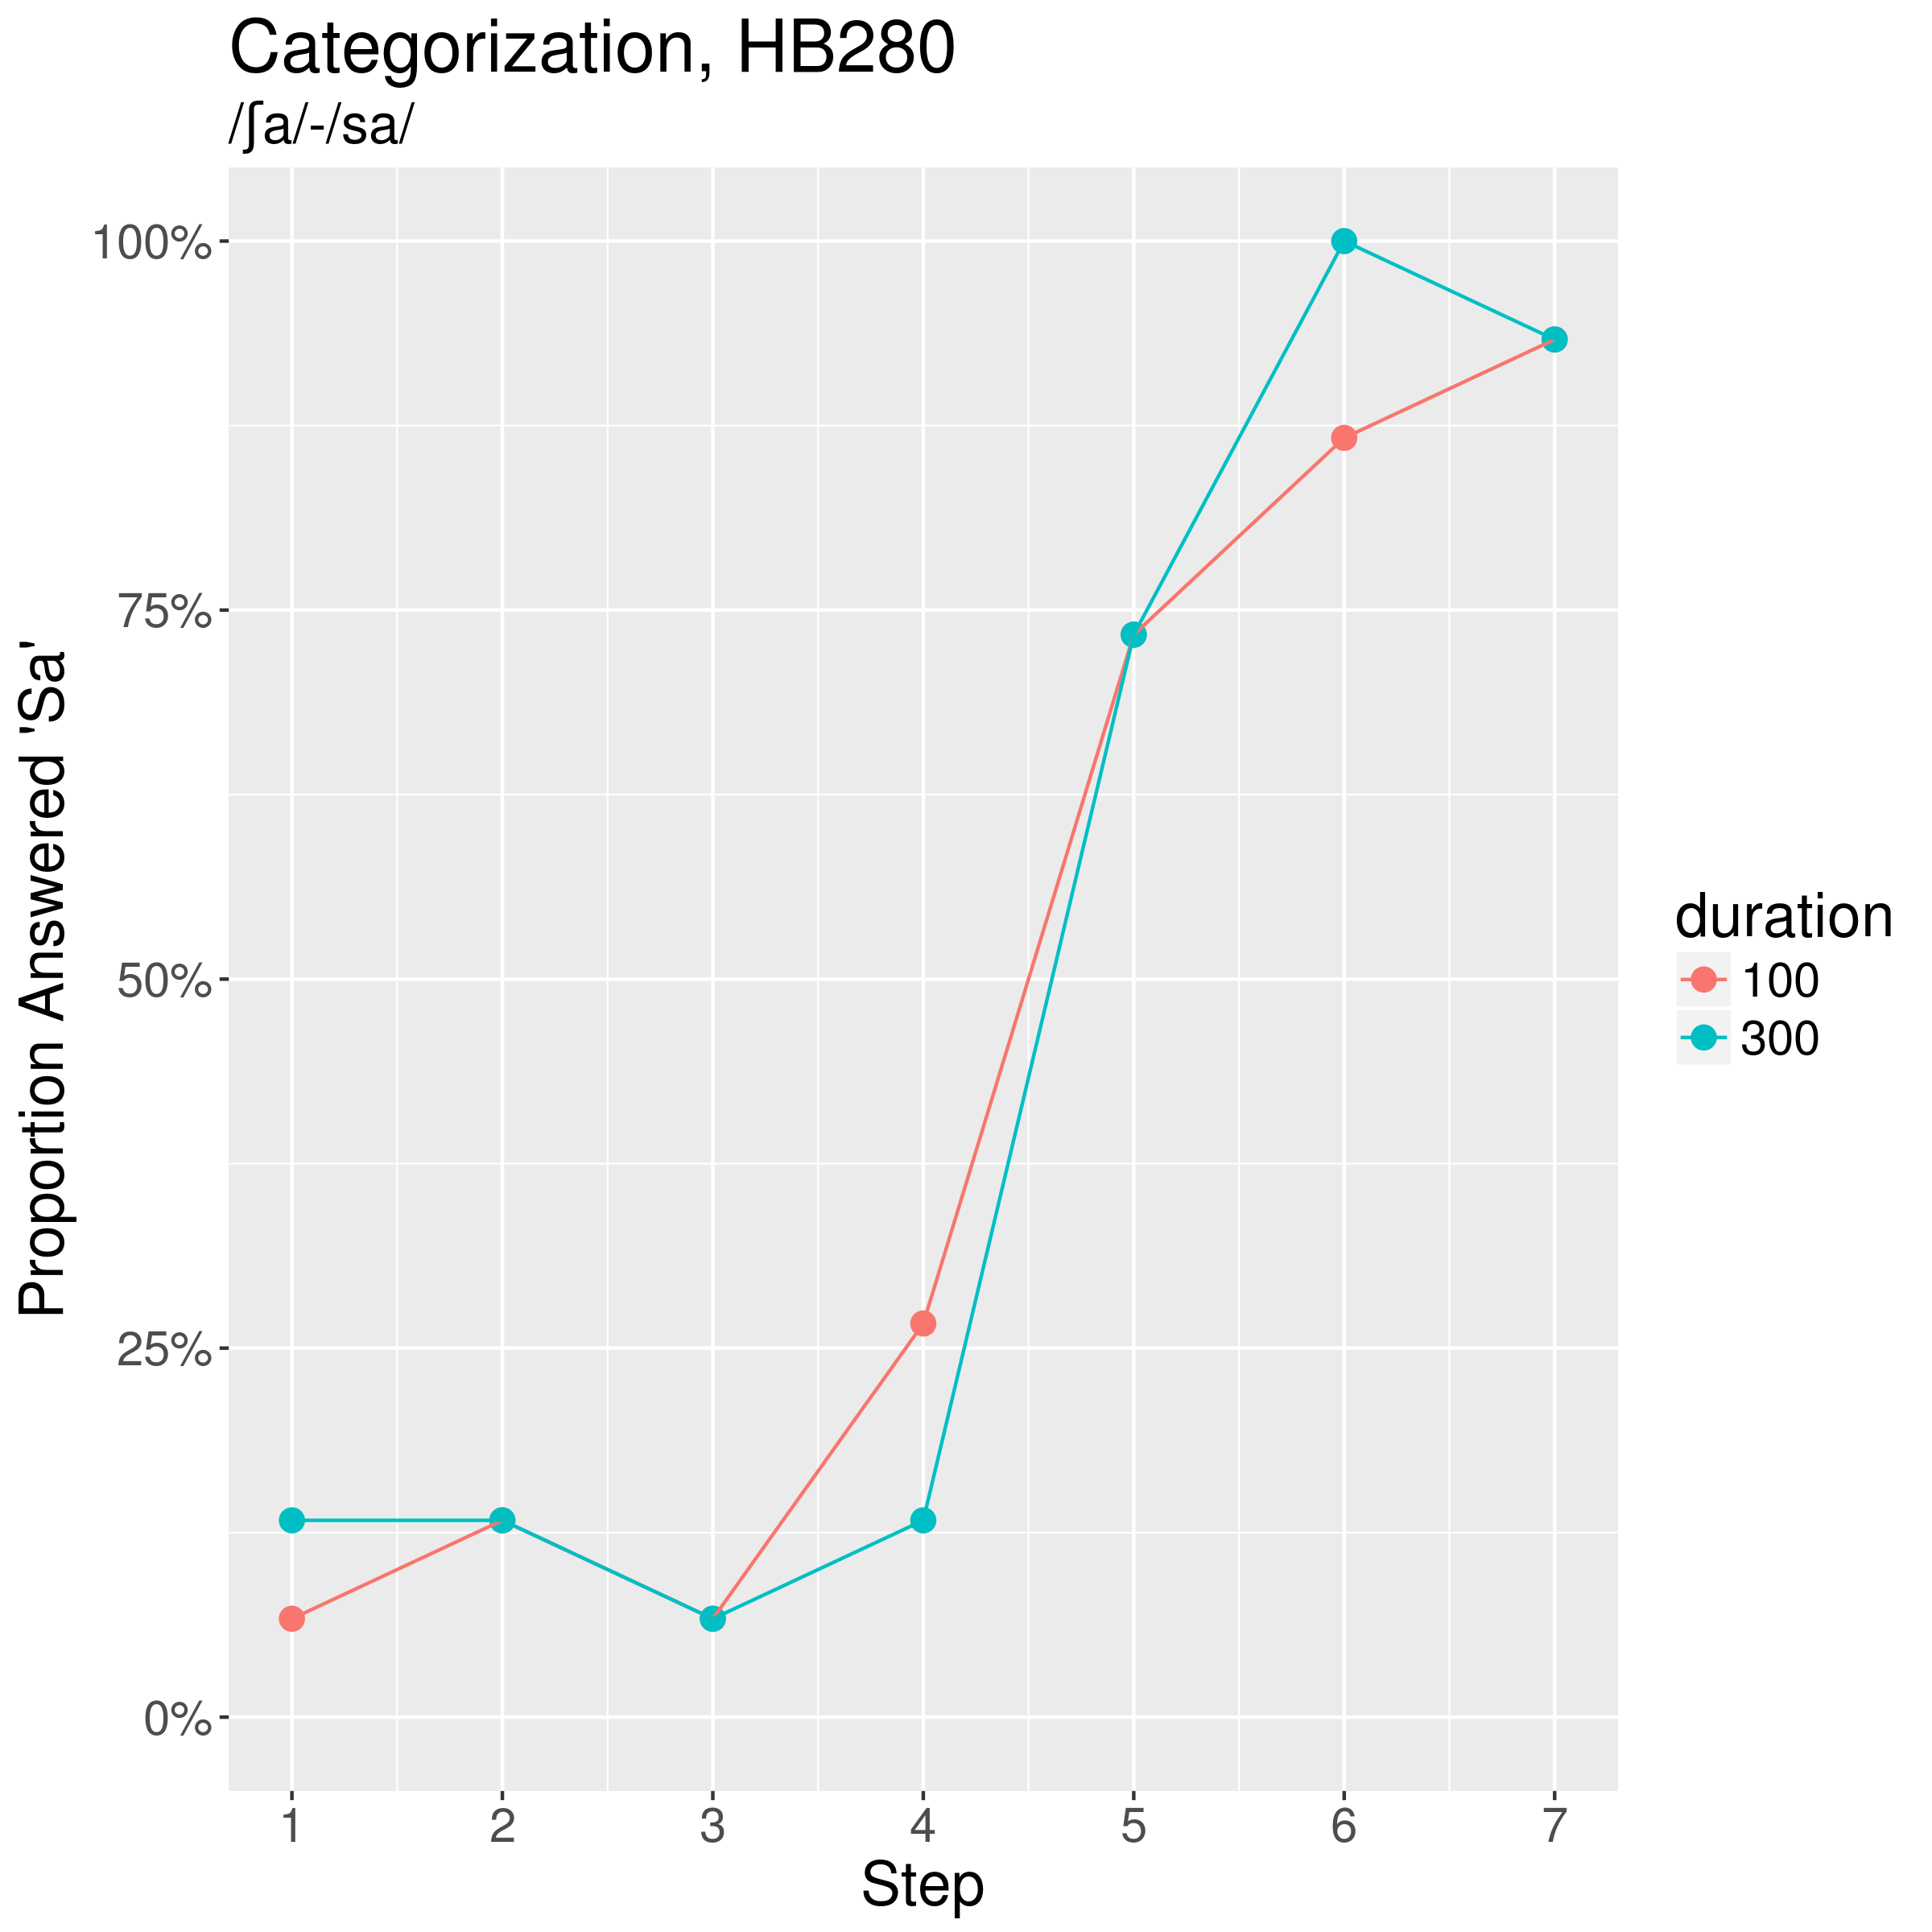 Categorization, HB280
/ʃa/-/sa/
Proportion Answered 'Sa'
100%
75%
50%
25%
0%
1 2 3 4 5 6 7
Step
duration
100
300